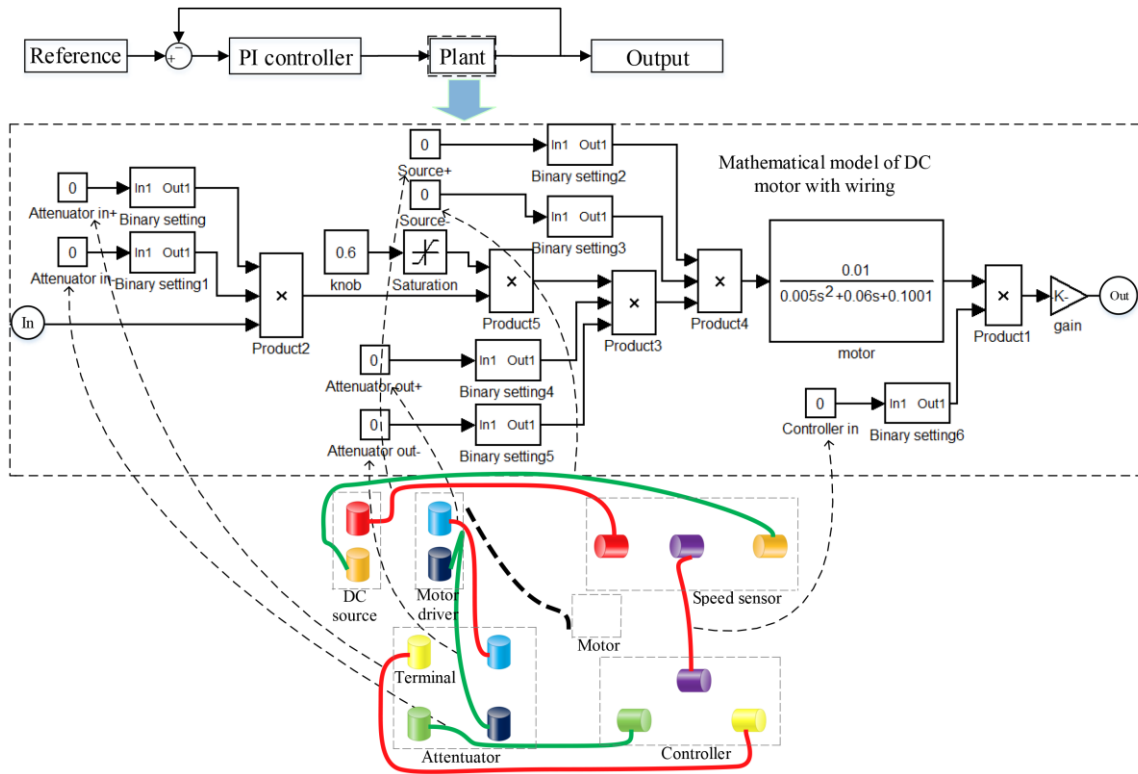 Reference
−
+
PI controller
Plant
Output
0
Source+
In1 Out1
Binary setting2
Mathematical model of DC
motor with wiring
0
Attenuator in+
In1 Out1
Binary setting
0
Source-
In1 Out1
Binary setting3
0
Attenuator in-
In1 Out1
Binary setting1
0.6
knob
Saturation
In
×
Product2
×
Product5
×
Product3
×
Product4
0.01
0.005s2+0.06s+0.1001
motor
×
Product1
-K-
gain
Out
0
Attenuator out+
In1 Out1
Binary setting4
0
Attenuator out-
In1 Out1
Binary setting5
0
Controller in
In1 Out1
Binary setting6
DC
source
Motor
driver
Speed sensor
Motor
Terminal
Attentuator
Controller